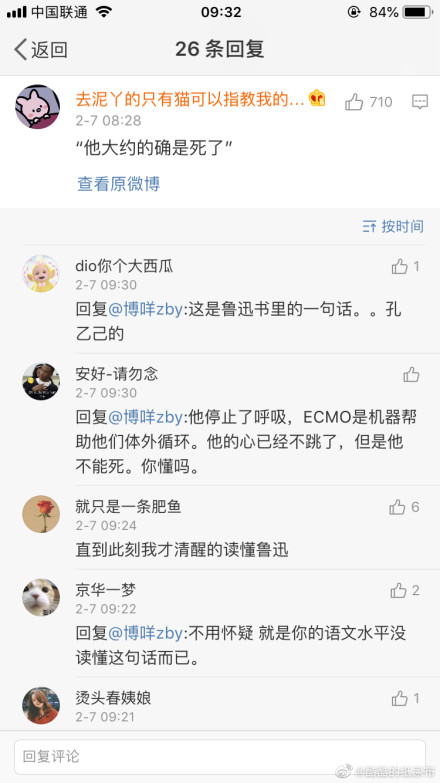 中国联通
09:32
84%
返回
26 条回复
去泥丫的只有猫可以指教我的...
710
2-7 08:28
“他大约的确是死了”
查看原微博
按时间
dio你个大西瓜
1
2-7 09:30
回复@博咩zby:这是鲁迅书里的一句话。。孔
乙己的
安好-请勿念
2-7 09:30
回复@博咩zby:他停止了呼吸，ECMO是机器帮
助他们体外循环。他的心已经不跳了，但是他
不能死。你懂吗。
就只是一条肥鱼
6
2-7 09:24
直到此刻我才清醒的读懂鲁迅
京华一梦
2
2-7 09:22
回复@博咩zby:不用怀疑 就是你的语文水平没
读懂这句话而已。
烫头春姨娘
1
2-7 09:21
回复评论